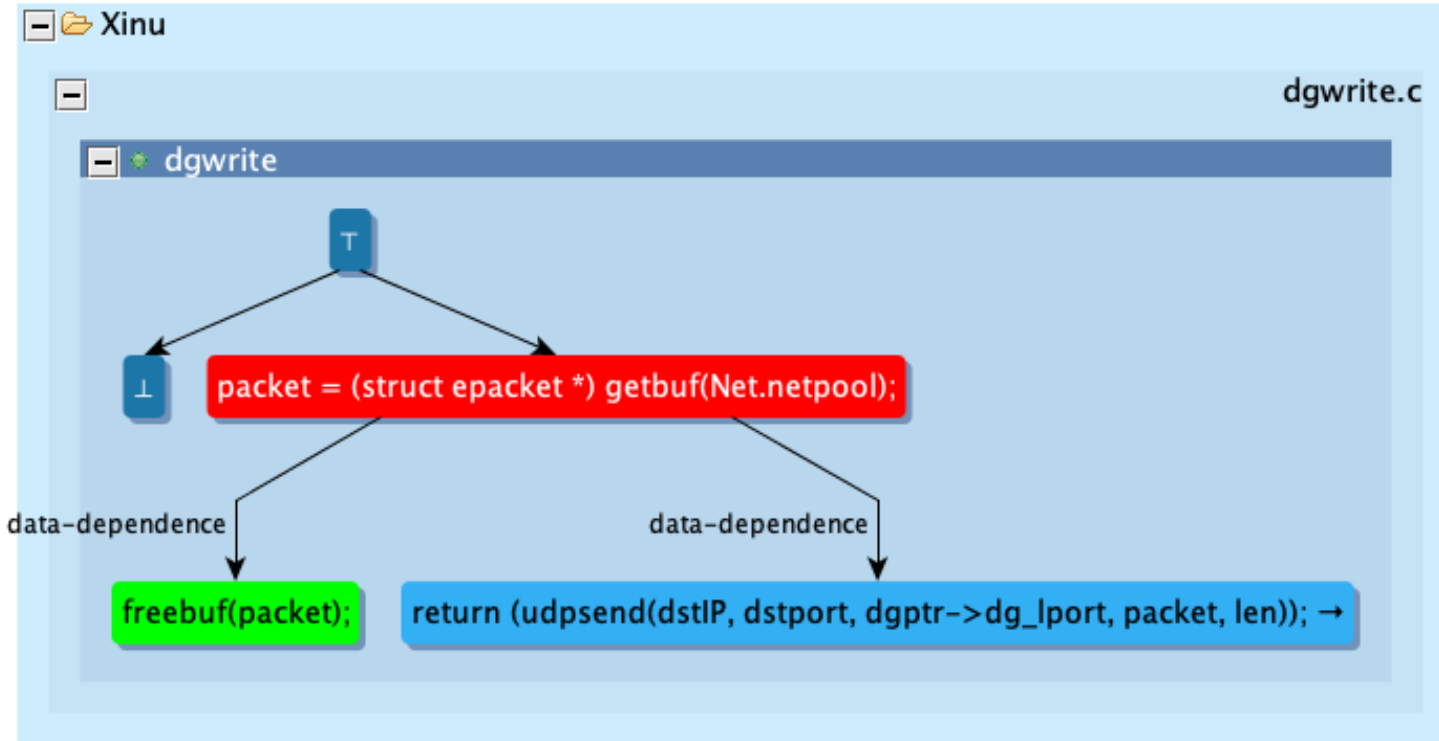 Xinu
dgwrite.c
dgwrite
⊤
⊥
packet = (struct epacket *) getbuf(Net.netpool);
data-dependence
data-dependence
freebuf(packet);
return (udpsend(dstIP, dstport, dgptr->dg_lport, packet, len)); →